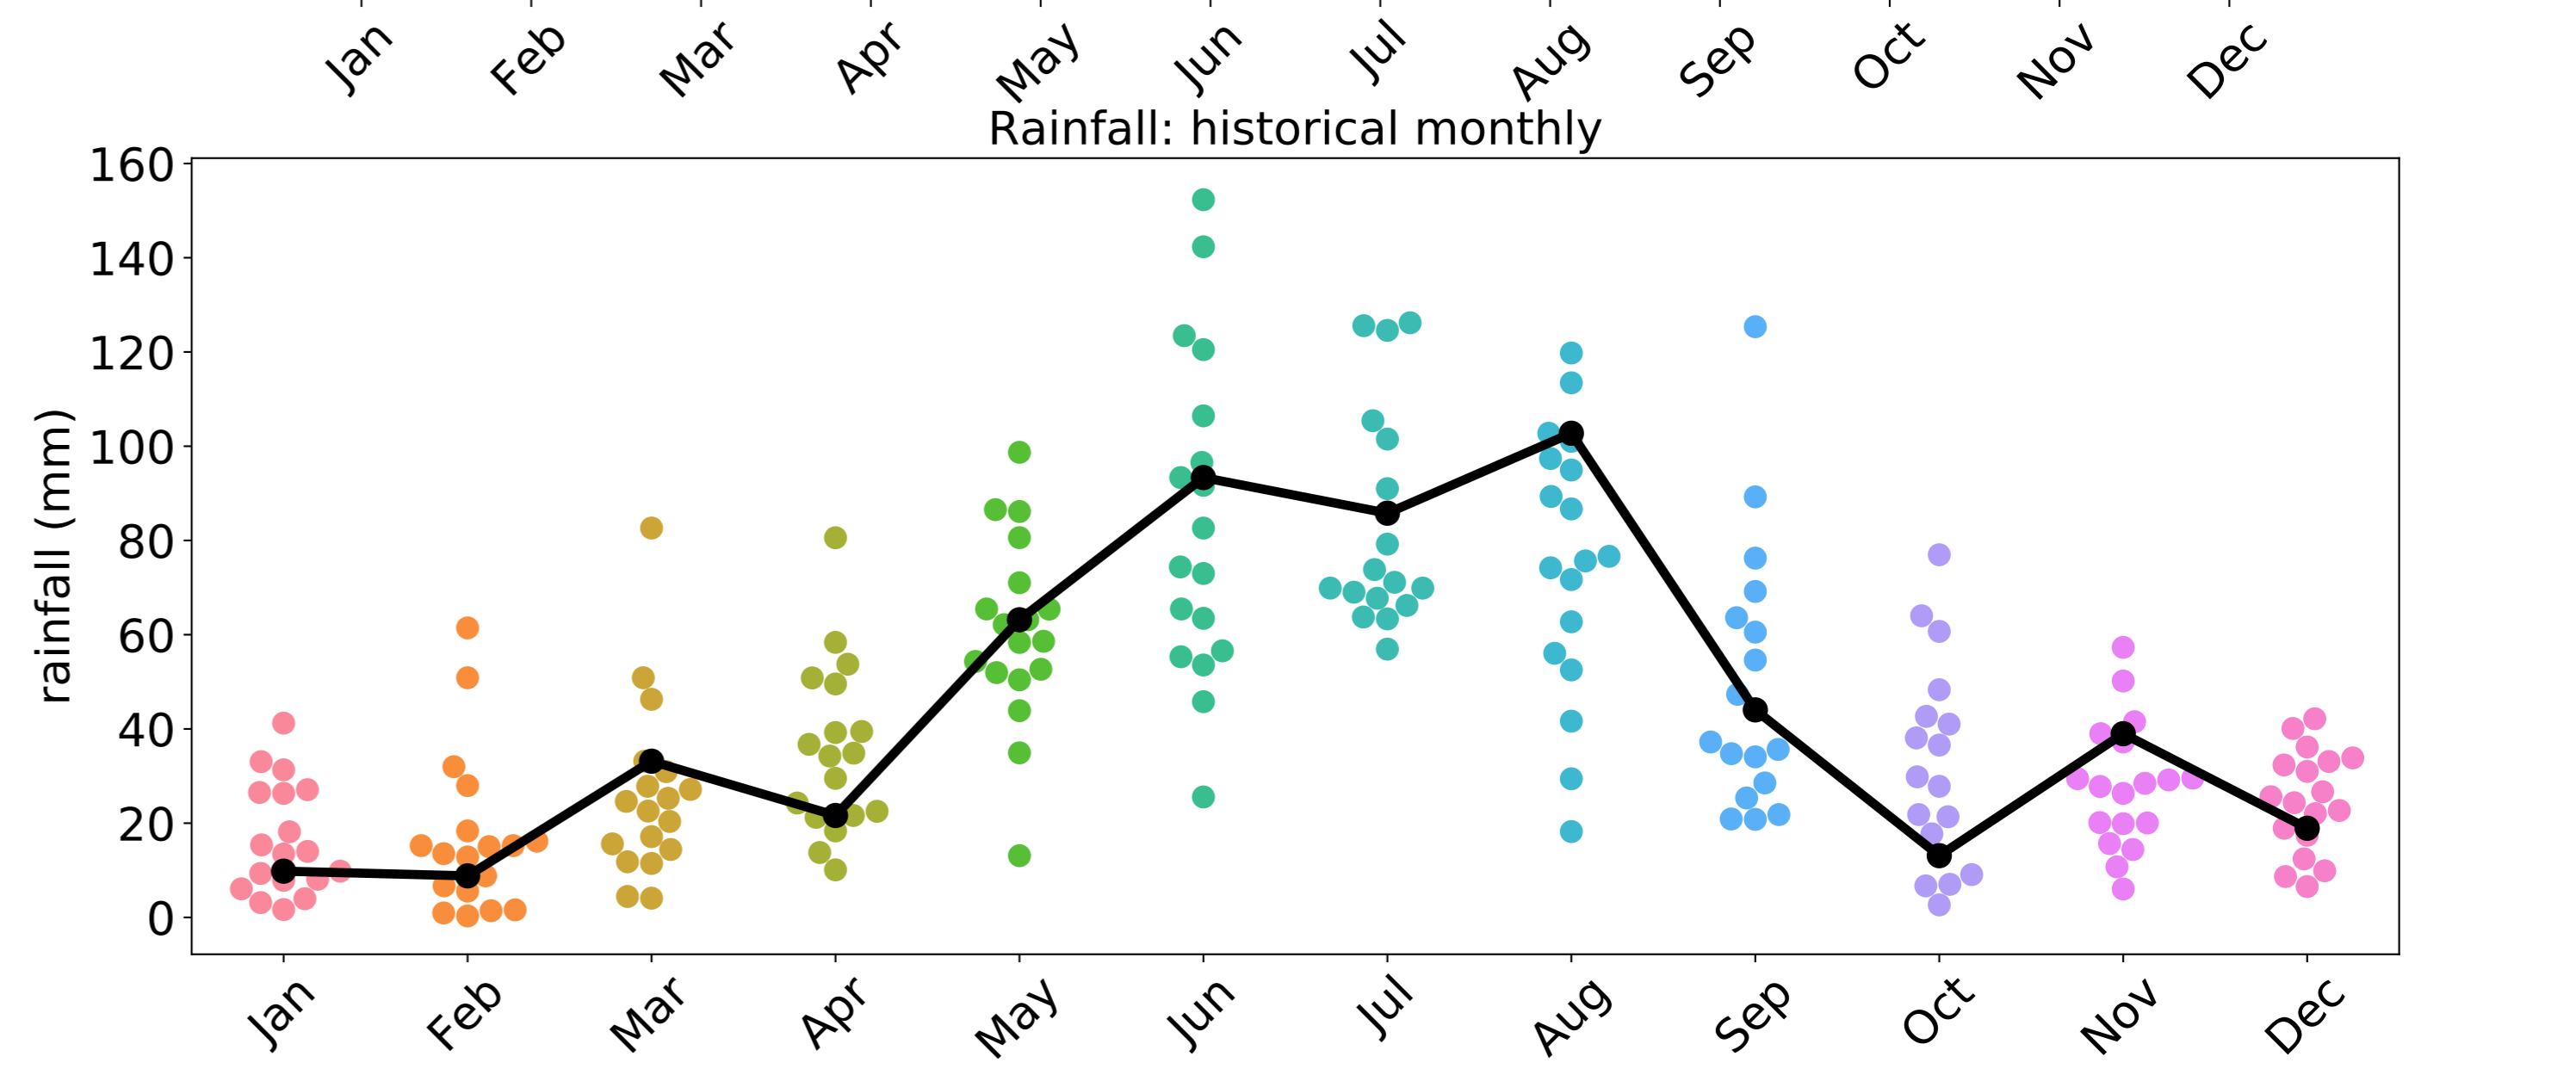 Jan Feb Mar Apr May Jun Jul Aug Sep Oct Nov Dec
Rainfall: historical monthly
rainfall (mm)
160
140
120
100
80
60
40
20
0
Jan Feb Mar Apr May Jun Jul Aug Sep Oct Nov Dec